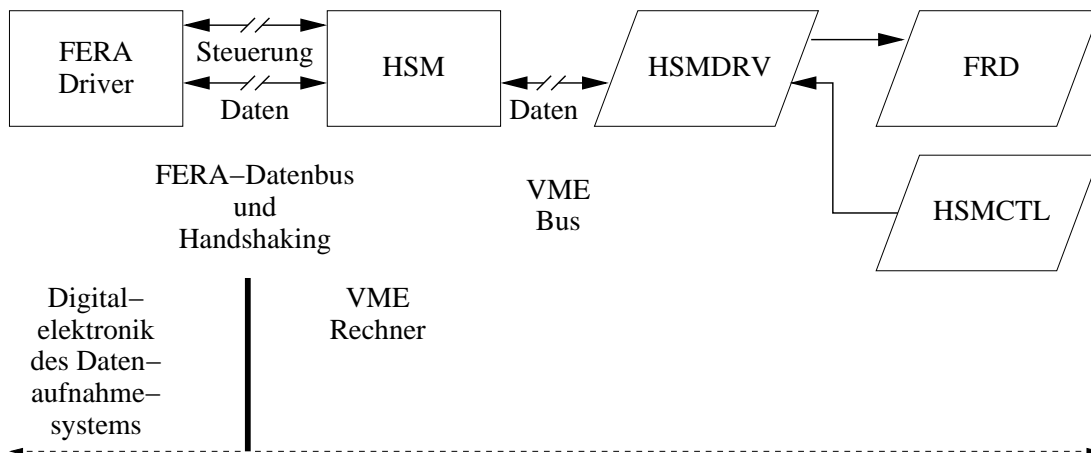 FERA
Driver
Steuerung
Daten
HSM
Daten
HSMDRV
FRD
HSMCTL
FERA–Datenbus
und
Handshaking
VME
Bus
Digital–
elektronik
des Daten–
aufnahme–
systems
VME
Rechner